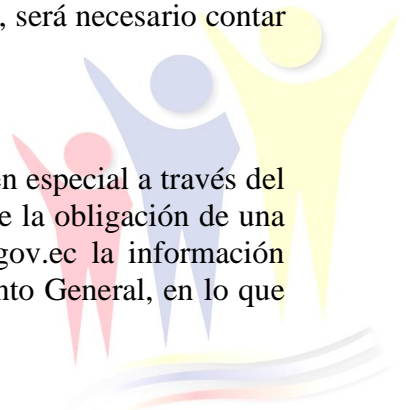 , será necesario contar
en especial a través del
e la obligación de una
gov.ec la información
nto General, en lo que